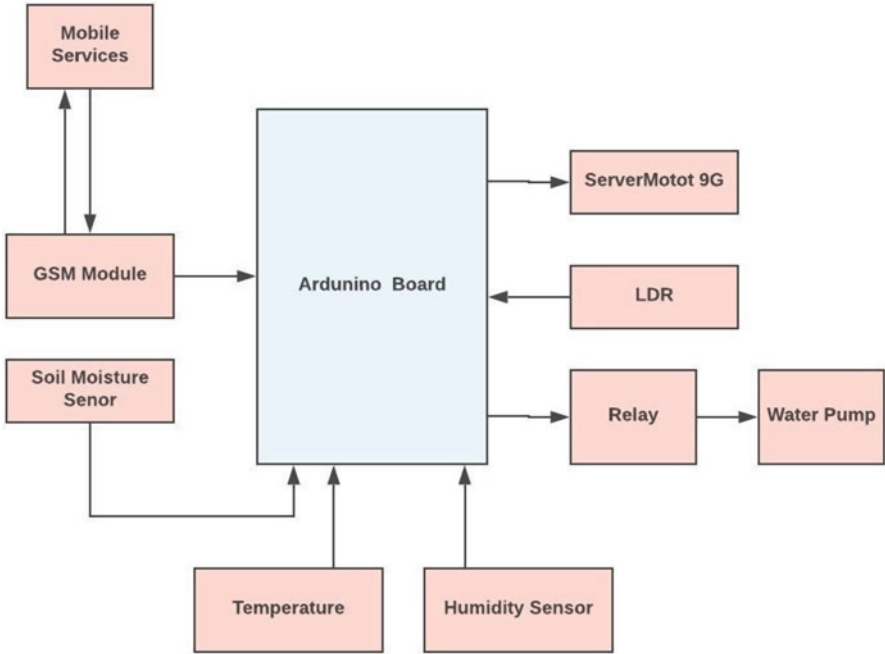 Mobile
Services
GSM Module
Soil Moisture
Senor
Ardunino Board
ServerMotot 9G
LDR
Relay
Water Pump
Temperature
Humidity Sensor